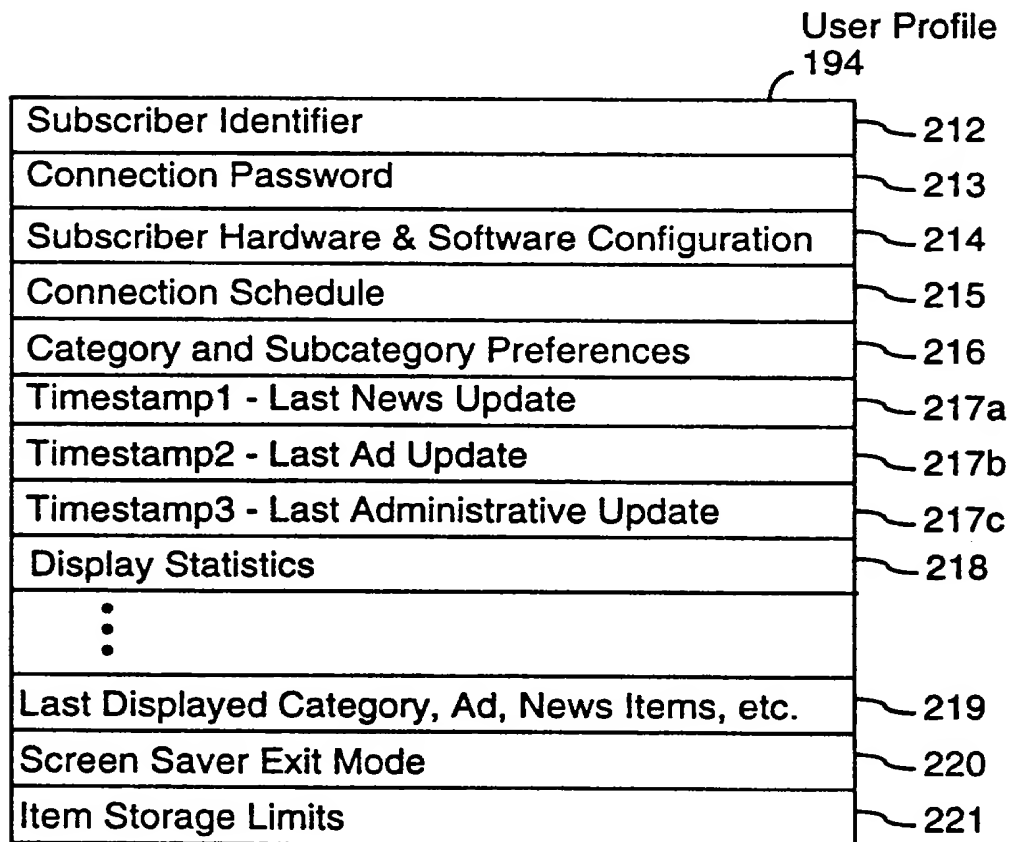 User Profile
194
Subscriber Identifier 212
Connection Password 213
Subscriber Hardware & Software Configuration 214
Connection Schedule 215
Category and Subcategory Preferences 216
Timestamp1 - Last News Update 217a
Timestamp2 - Last Ad Update 217b
Timestamp3 - Last Administrative Update 217c
Display Statistics 218
Last Displayed Category, Ad, News Items, etc. 219
Screen Saver Exit Mode 220
Item Storage Limits 221